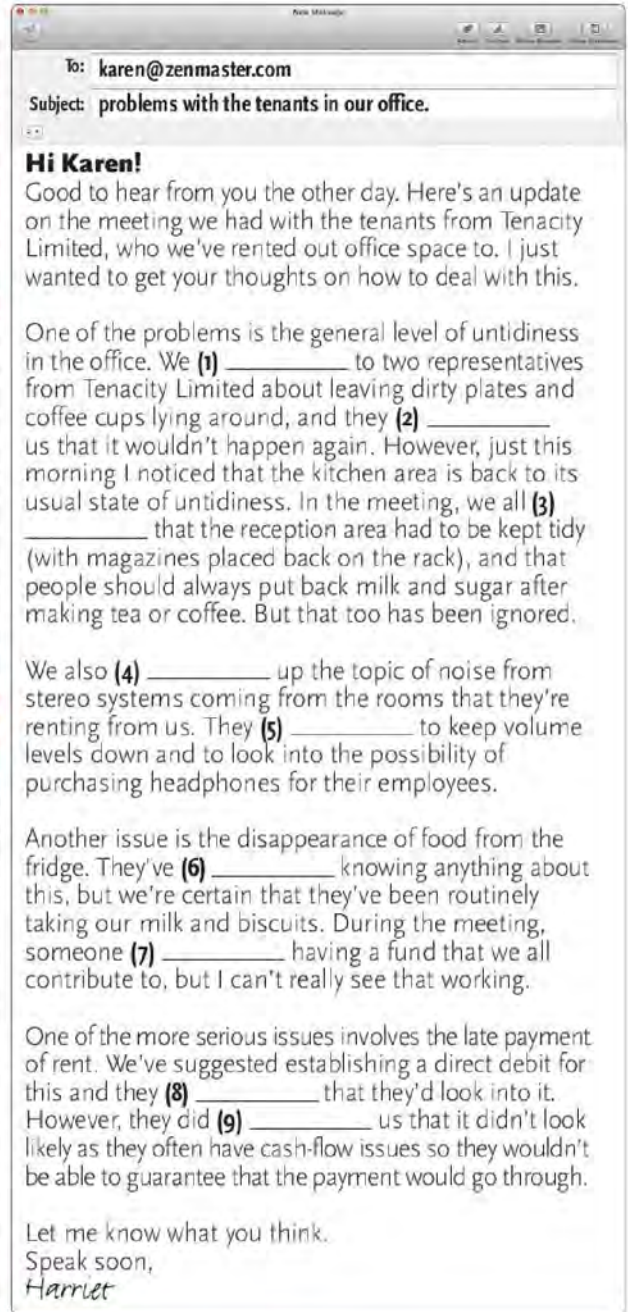 New Message
To: karen@zenmaster.com
Subject: problems with the tenants in our office.
Hi Karen!
Good to hear from you the other day. Here's an update
on the meeting we had with the tenants from Tenacity
Limited, who we've rented out office space to. I just
wanted to get your thoughts on how to deal with this.
One of the problems is the general level of untidiness
in the office. We (1) __________ to two representatives
from Tenacity Limited about leaving dirty plates and
coffee cups lying around, and they (2) __________
us that it wouldn't happen again. However, just this
morning I noticed that the kitchen area is back to its
usual state of untidiness. In the meeting, we all (3)
__________ that the reception area had to be kept tidy
(with magazines placed back on the rack), and that
people should always put back milk and sugar after
making tea or coffee. But that too has been ignored.
We also (4) __________ up the topic of noise from
stereo systems coming from the rooms that they're
renting from us. They (5) __________ to keep volume
levels down and to look into the possibility of
purchasing headphones for their employees.
Another issue is the disappearance of food from the
fridge. They've (6) __________ knowing anything about
this, but we're certain that they've been routinely
taking our milk and biscuits. During the meeting,
someone (7) __________ having a fund that we all
contribute to, but I can't really see that working.
One of the more serious issues involves the late payment
of rent. We've suggested establishing a direct debit for
this and they (8) __________ that they'd look into it.
However, they did (9) __________ us that it didn't look
likely as they often have cash-flow issues so they wouldn't
be able to guarantee that the payment would go through.
Let me know what you think.
Speak soon,
Harriet